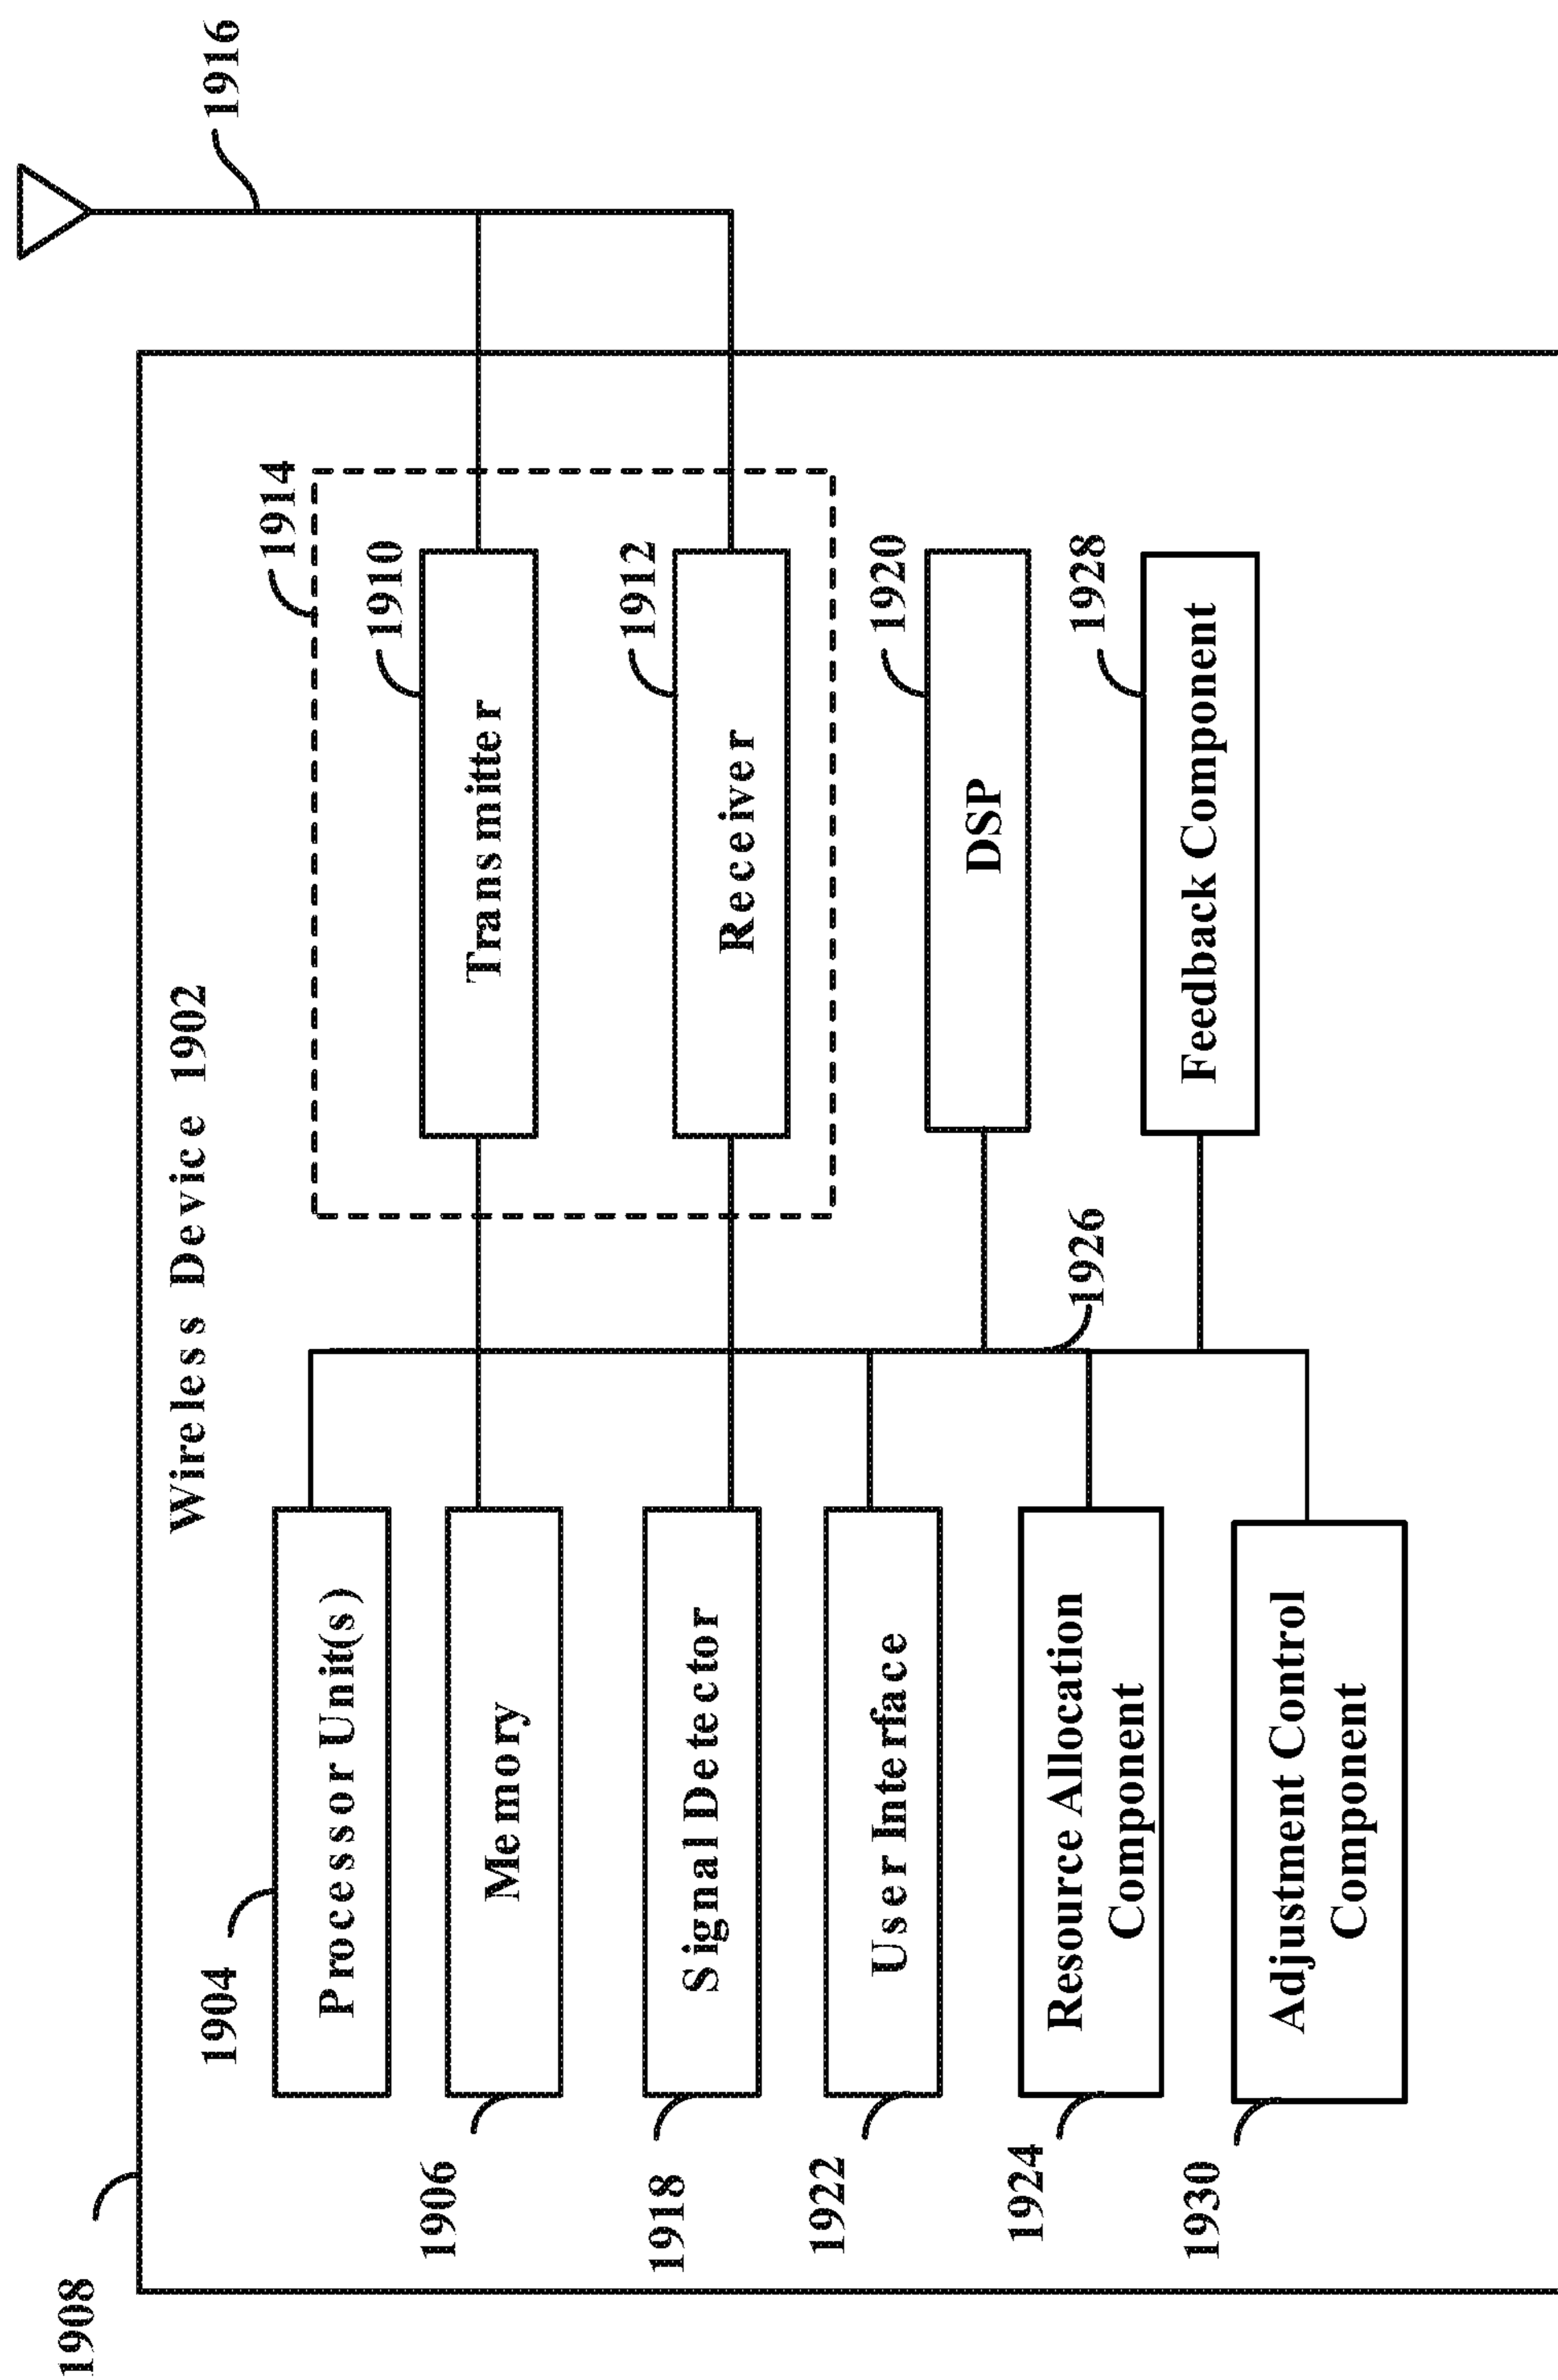 1908
Wireless Device 1902
1916
1904
Processor Unit(s)
1914
1910
Transmitter
1906
Memory
1912
Receiver
1918
Signal Detector
1920
DSP
1922
User Interface
1926
1928
Feedback Component
1924
Resource Allocation
Component
1930
Adjustment Control
Component